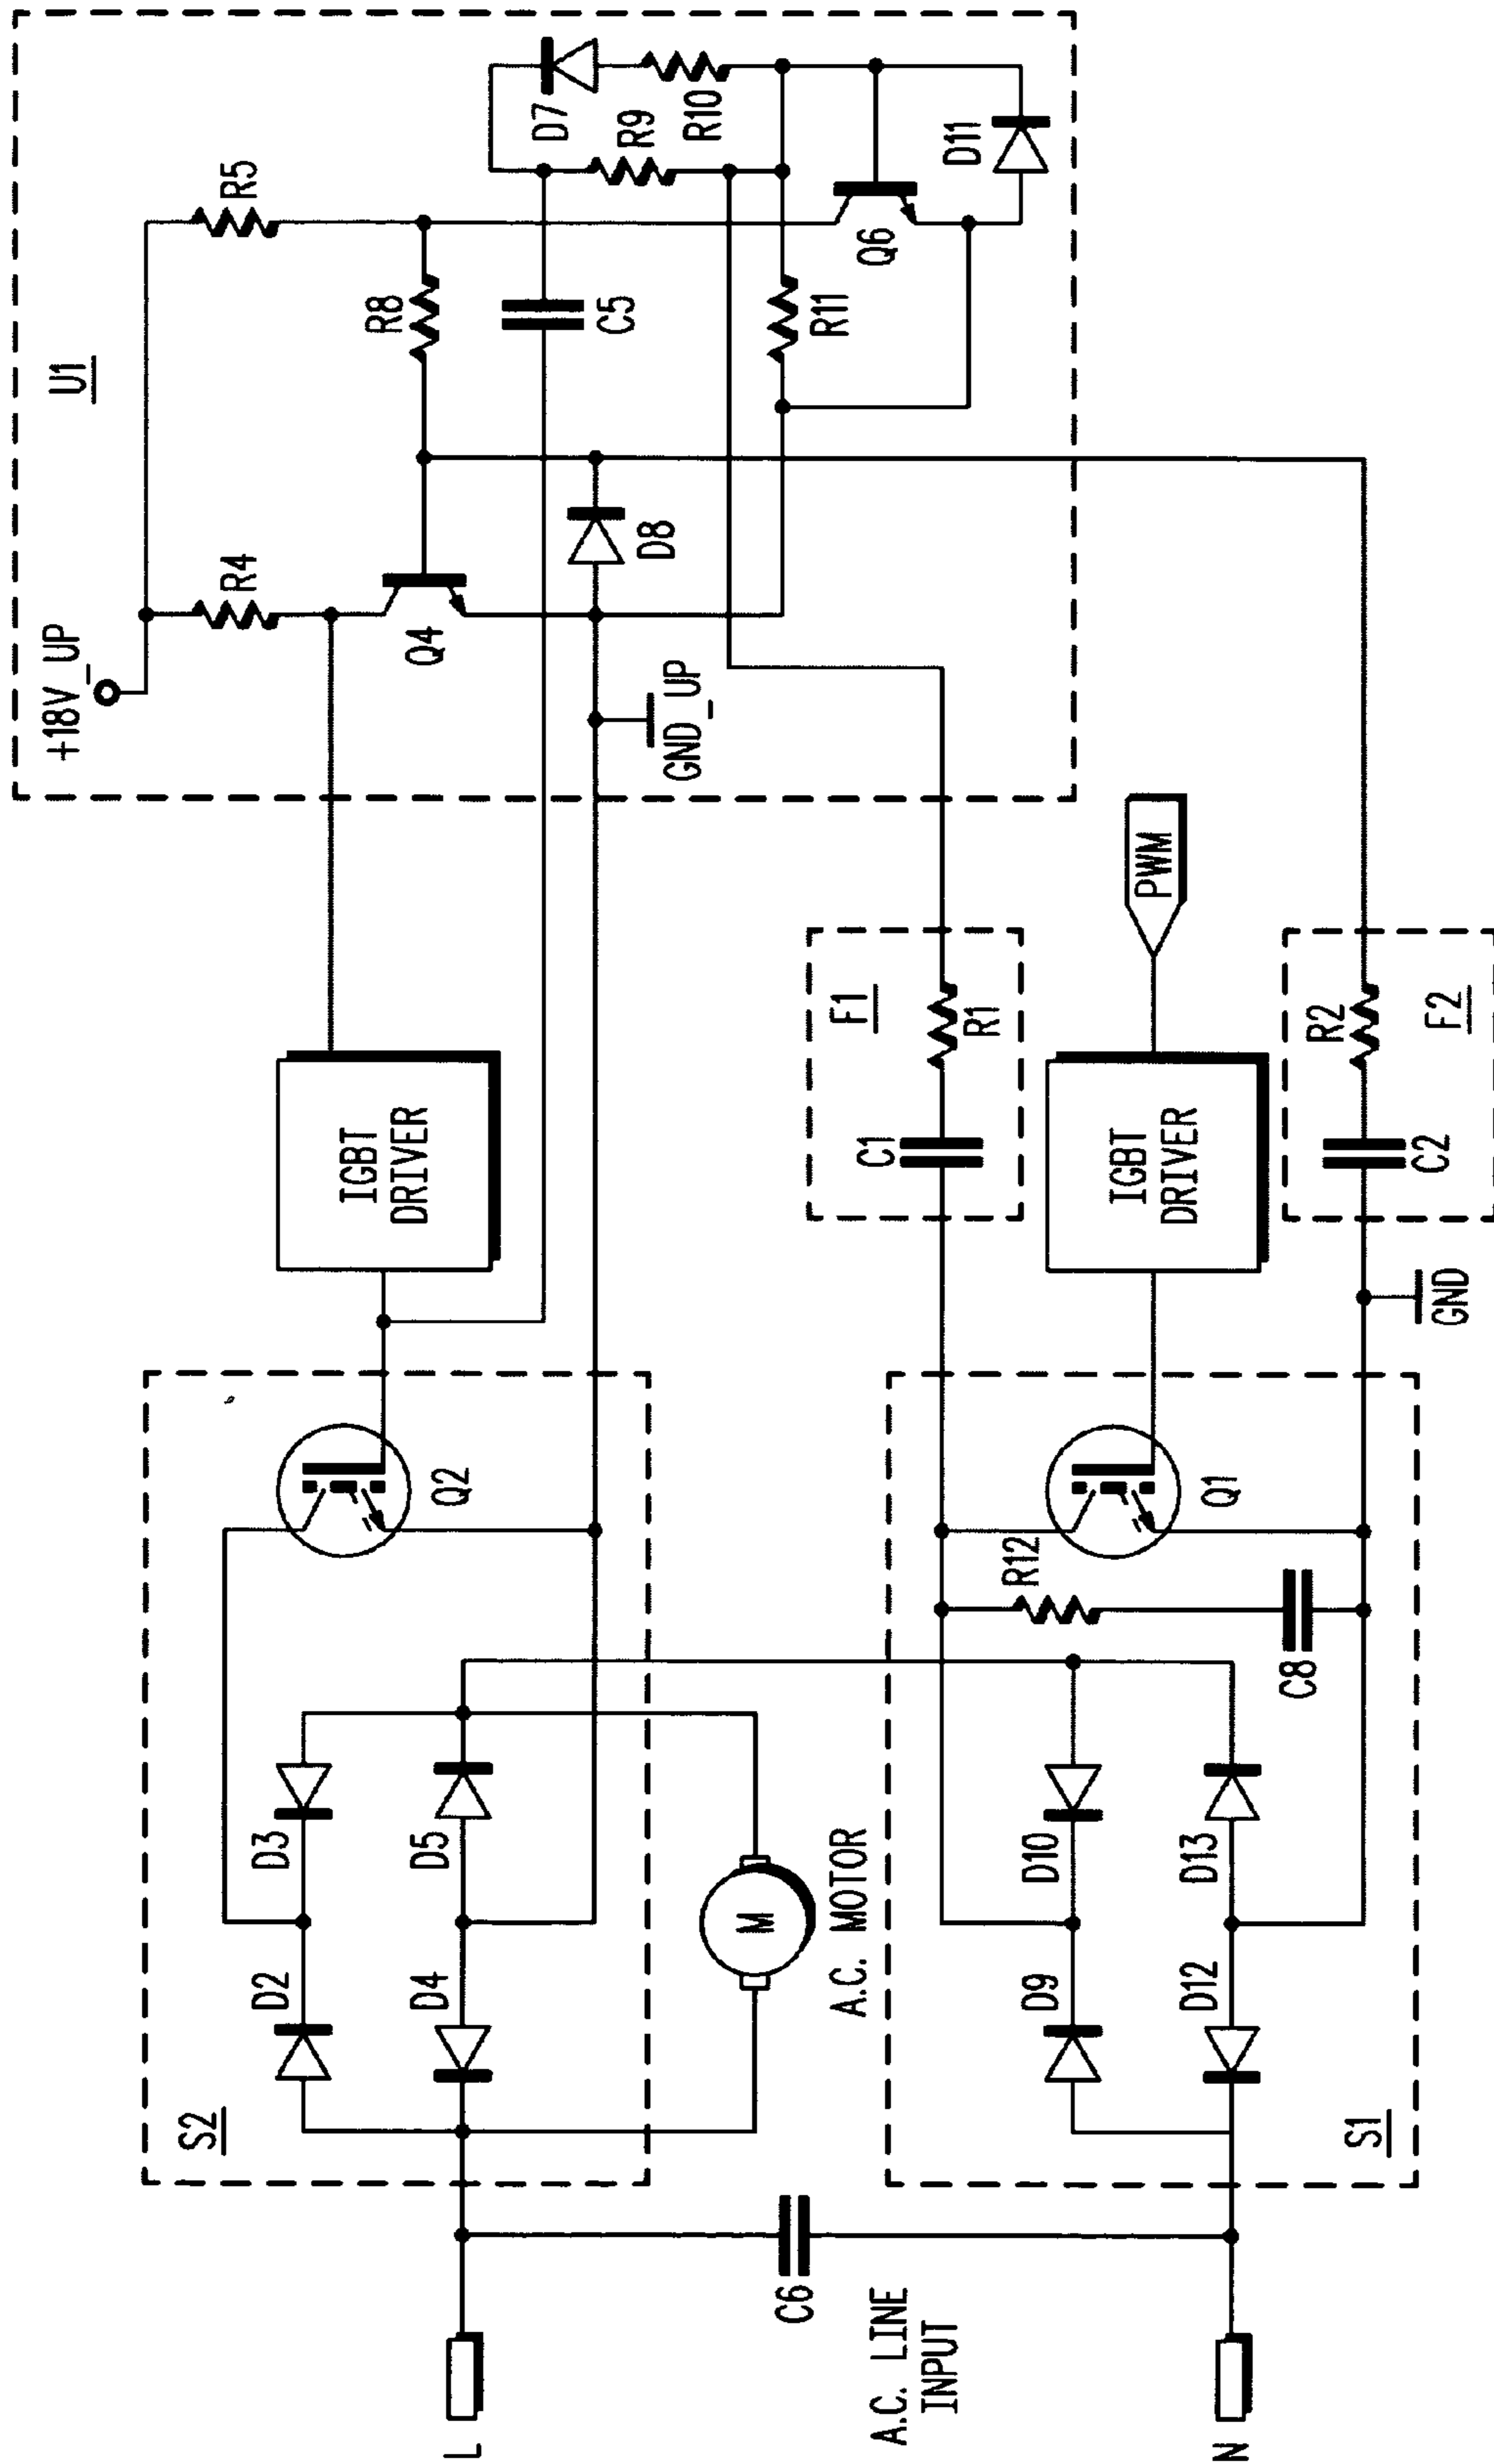 U1
+18V_UP
R4
R5
R8
Q4
D8
C5
D7
R9
R10
R11
Q6
D11
GND_UP
IGBT
DRIVER
F1
C1
R1
PWM
IGBT
DRIVER
R2
F2
C2
GND
S2
Q2
D2
D3
D4
D5
M
A.C. MOTOR
S1
Q1
R12
C8
D9
D10
D12
D13
C6
L
A.C. LINE
INPUT
N